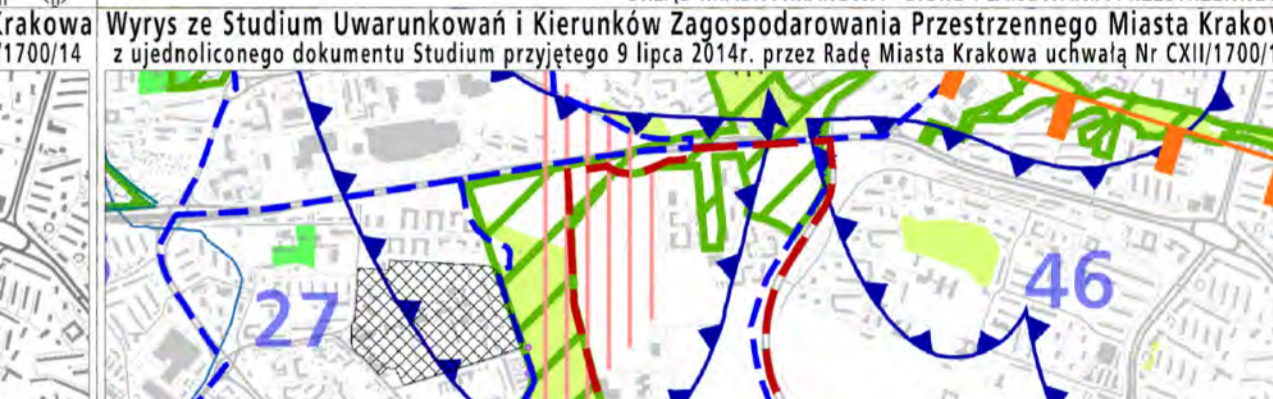 Krakowa
/1700/14
Wyrys ze Studium Uwarunkowań i Kierunków Zagospodarowania Przestrzennego Miasta Krakow
z ujednoliconego dokumentu Studium przyjętego 9 lipca 2014r. przez Radę Miasta Krakowa uchwałą Nr CXII/1700/1
27
46